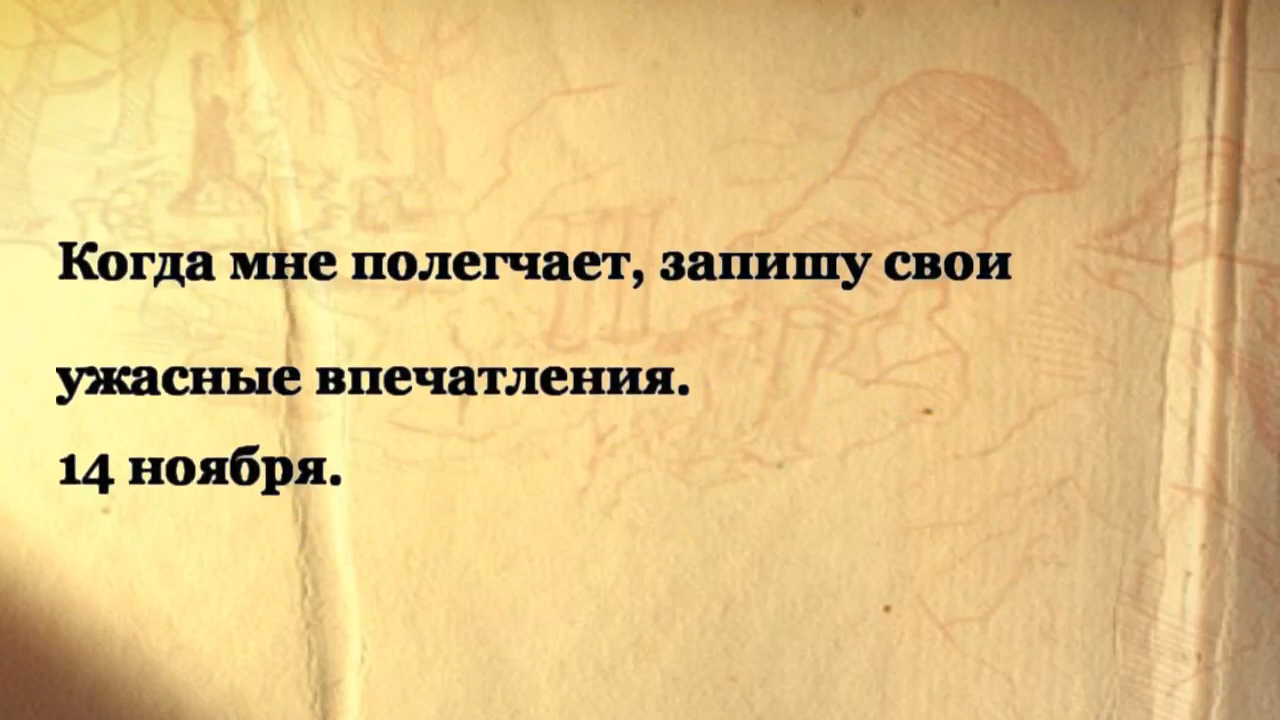 Когда мне полегчает, запишу свои
ужасные впечатления.
14 ноября.